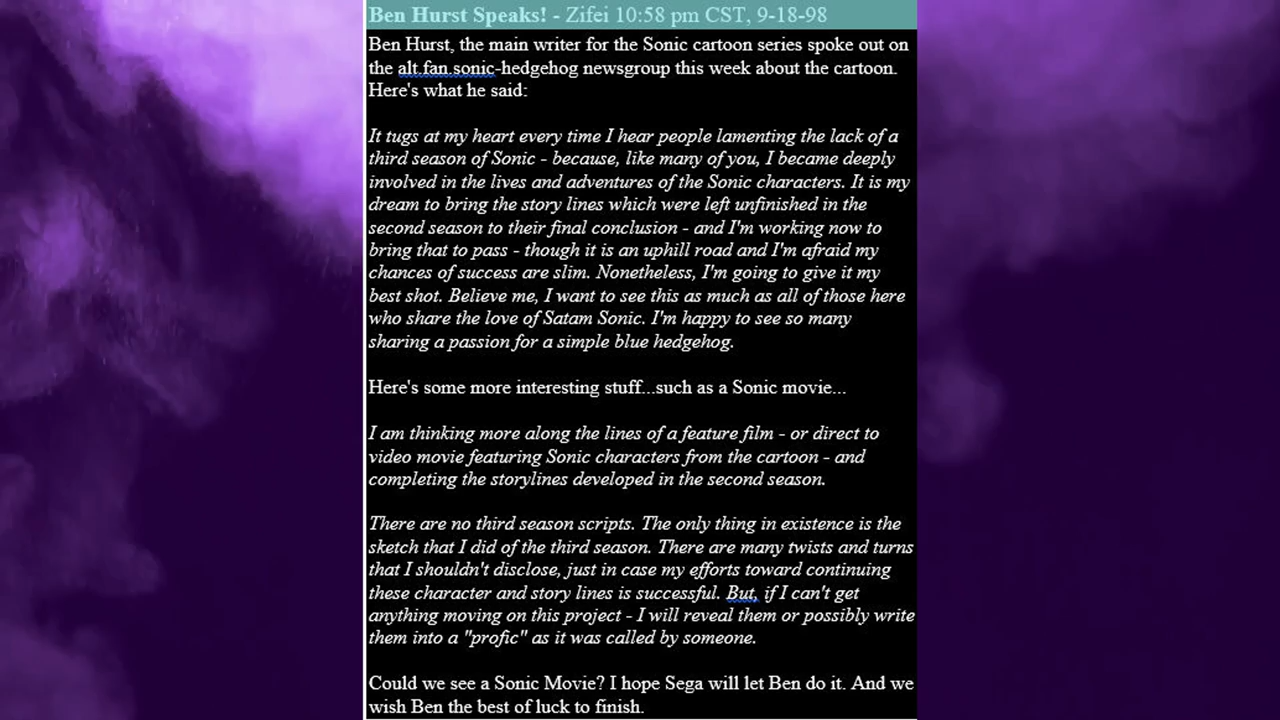 Ben Hurst Speaks! - Zifei 10:58 pm CST, 9-18-98
Ben Hurst, the main writer for the Sonic cartoon series spoke out on
the alt.fan.sonic-hedgehog newsgroup this week about the cartoon.
Here's what he said:
It tugs at my heart every time I hear people lamenting the lack of a
third season of Sonic - because, like many of you, I became deeply
involved in the lives and adventures of the Sonic characters. It is my
dream to bring the story lines which were left unfinished in the
second season to their final conclusion - and I'm working now to
bring that to pass - though it is an uphill road and I'm afraid my
chances of success are slim. Nonetheless, I'm going to give it my
best shot. Believe me, I want to see this as much as all of those here
who share the love of Satam Sonic. I'm happy to see so many
sharing a passion for a simple blue hedgehog.
Here's some more interesting stuff...such as a Sonic movie...
I am thinking more along the lines of a feature film - or direct to
video movie featuring Sonic characters from the cartoon - and
completing the storylines developed in the second season.
There are no third season scripts. The only thing in existence is the
sketch that I did of the third season. There are many twists and turns
that I shouldn't disclose, just in case my efforts toward continuing
these character and story lines is successful. But, if I can't get
anything moving on this project - I will reveal them or possibly write
them into a "profic" as it was called by someone.
Could we see a Sonic Movie? I hope Sega will let Ben do it. And we
wish Ben the best of luck to finish.